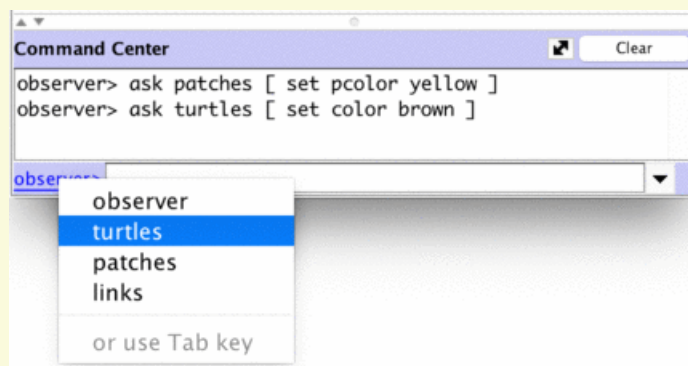 Command Center
Clear
observer> ask patches [ set pcolor yellow ]
observer> ask turtles [ set color brown ]
observer>
observer
turtles
patches
links
or use Tab key